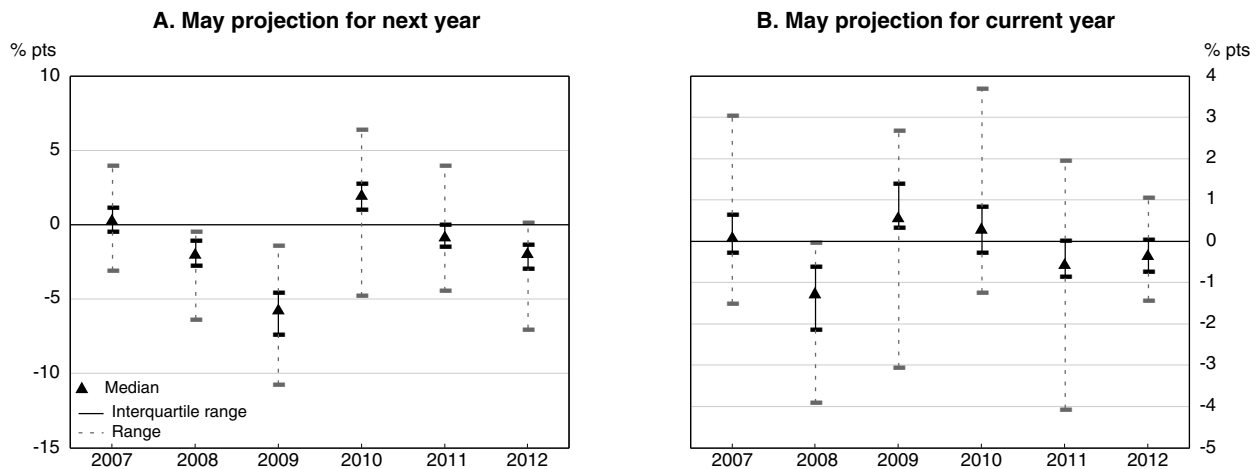 A. May projection for next year
% pts
10
5
0
-5
-10
-15
Median
Interquartile range
Range
2007 2008 2009 2010 2011 2012
B. May projection for current year
% pts
4
3
2
1
0
-1
-2
-3
-4
-5
2007 2008 2009 2010 2011 2012